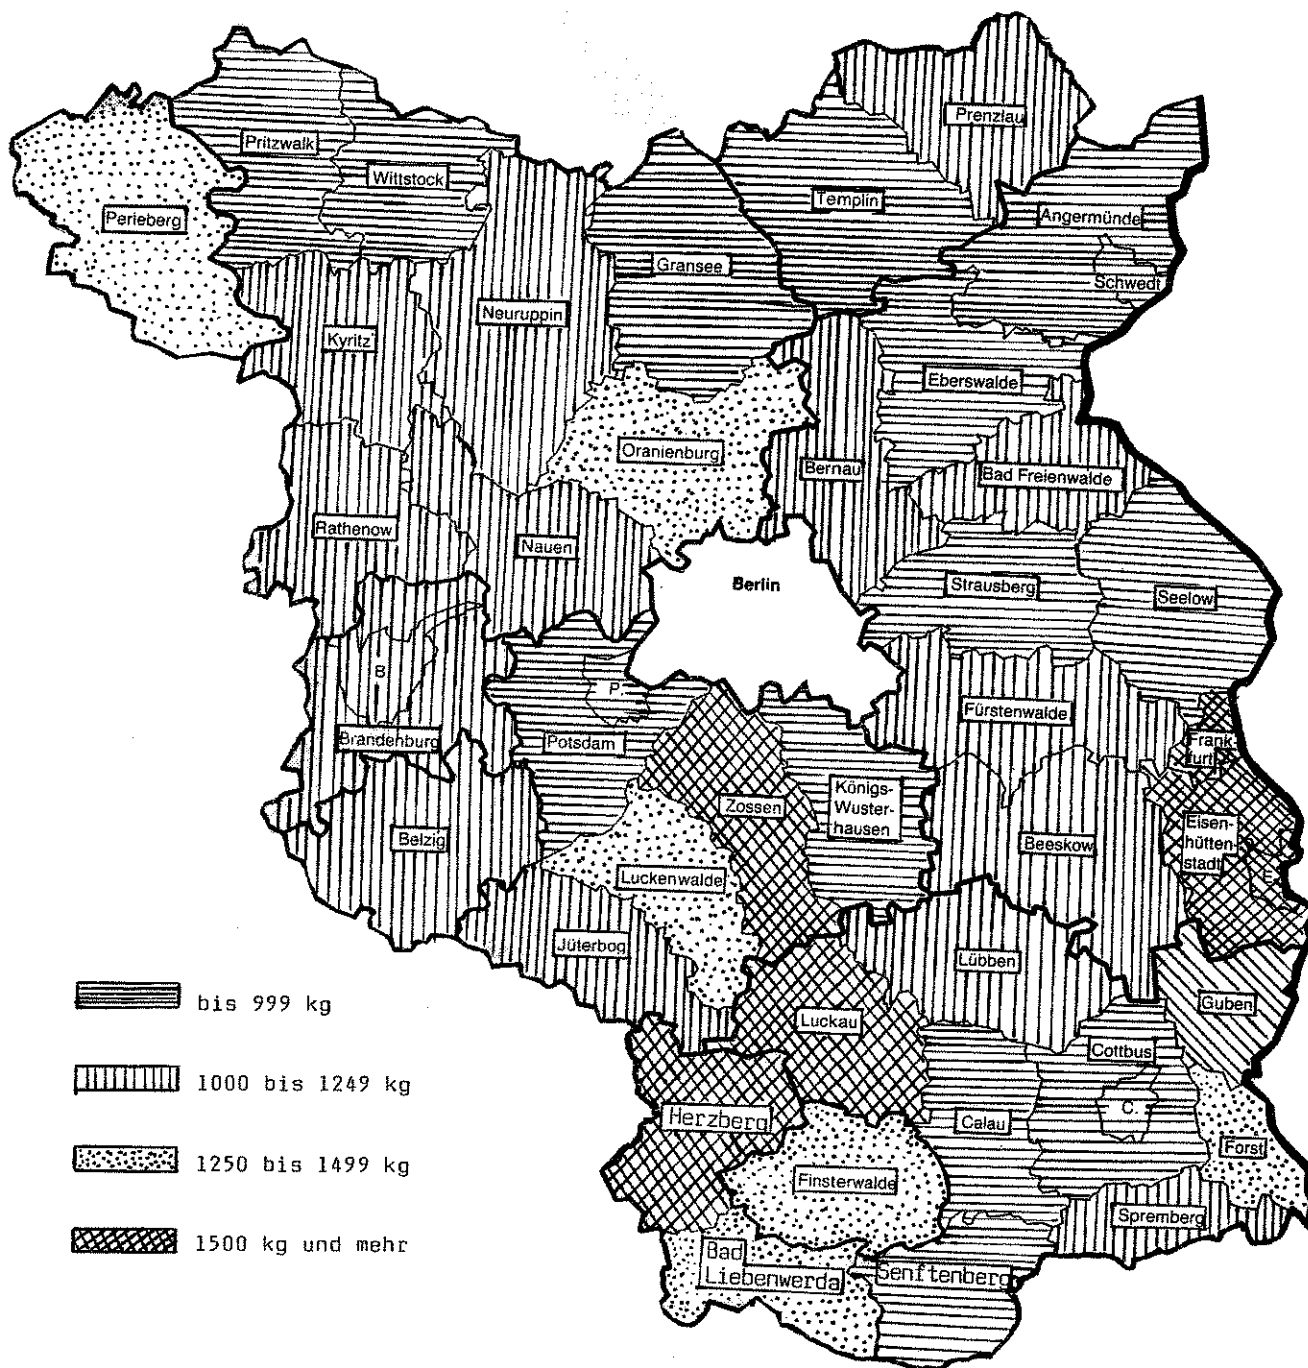 Prenzlau
Pritzwalk
Wittstock
Templin
Perieberg
Angermünde
Gransee
Schwedt
Neuruppin
Kyritz
Eberswalde
Oranienburg
Bernau
Bad Freienwalde
Rathenow
Nauen
Berlin
Strausberg
Seelow
B
P.
Fürstenwalde
Brandenburg
Potsdam
Frank
furt
Königs-
Wuster-
hausen
Zossen
Belzig
Beeskow
Eisen-
hütten-
stadt
E.
Luckenwalde
Jüterbog
Lübben
Guben
Luckau
Cottbus
C.
Herzberg
Calau
Forst
Finsterwalde
Spremberg
Bad
Liebenwerda
Senftenberg
bis 999 kg
1000 bis 1249 kg
1250 bis 1499 kg
1500 kg und mehr